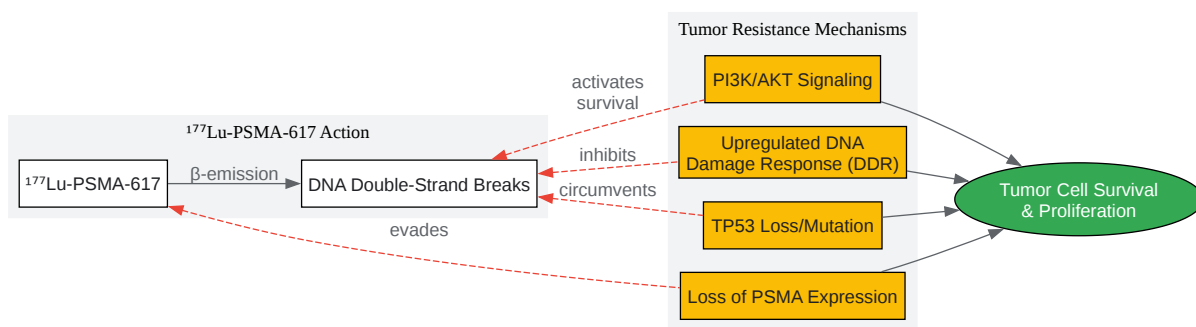 Tumor Resistance Mechanisms
PI3K/AKT Signaling
activates
survival
¹⁷⁷Lu-PSMA-617 Action
Upregulated DNA
Damage Response (DDR)
inhibits
¹⁷⁷Lu-PSMA-617
β-emission
DNA Double-Strand Breaks
circumvents
Tumor Cell Survival
& Proliferation
TP53 Loss/Mutation
evades
Loss of PSMA Expression